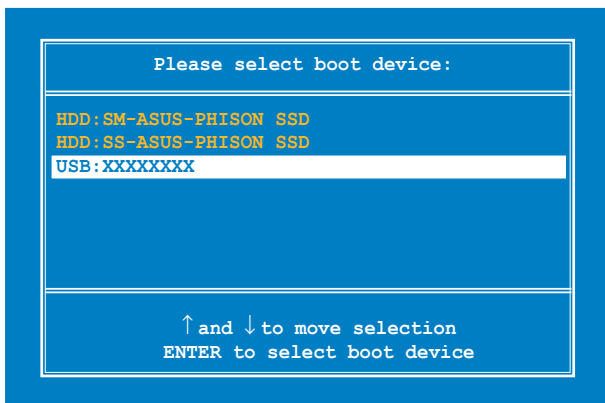 Please select boot device:
HDD:SM-ASUS-PHISON SSD
HDD:SS-ASUS-PHISON SSD
USB:XXXXXXXX
↑and ↓to move selection
ENTER to select boot device